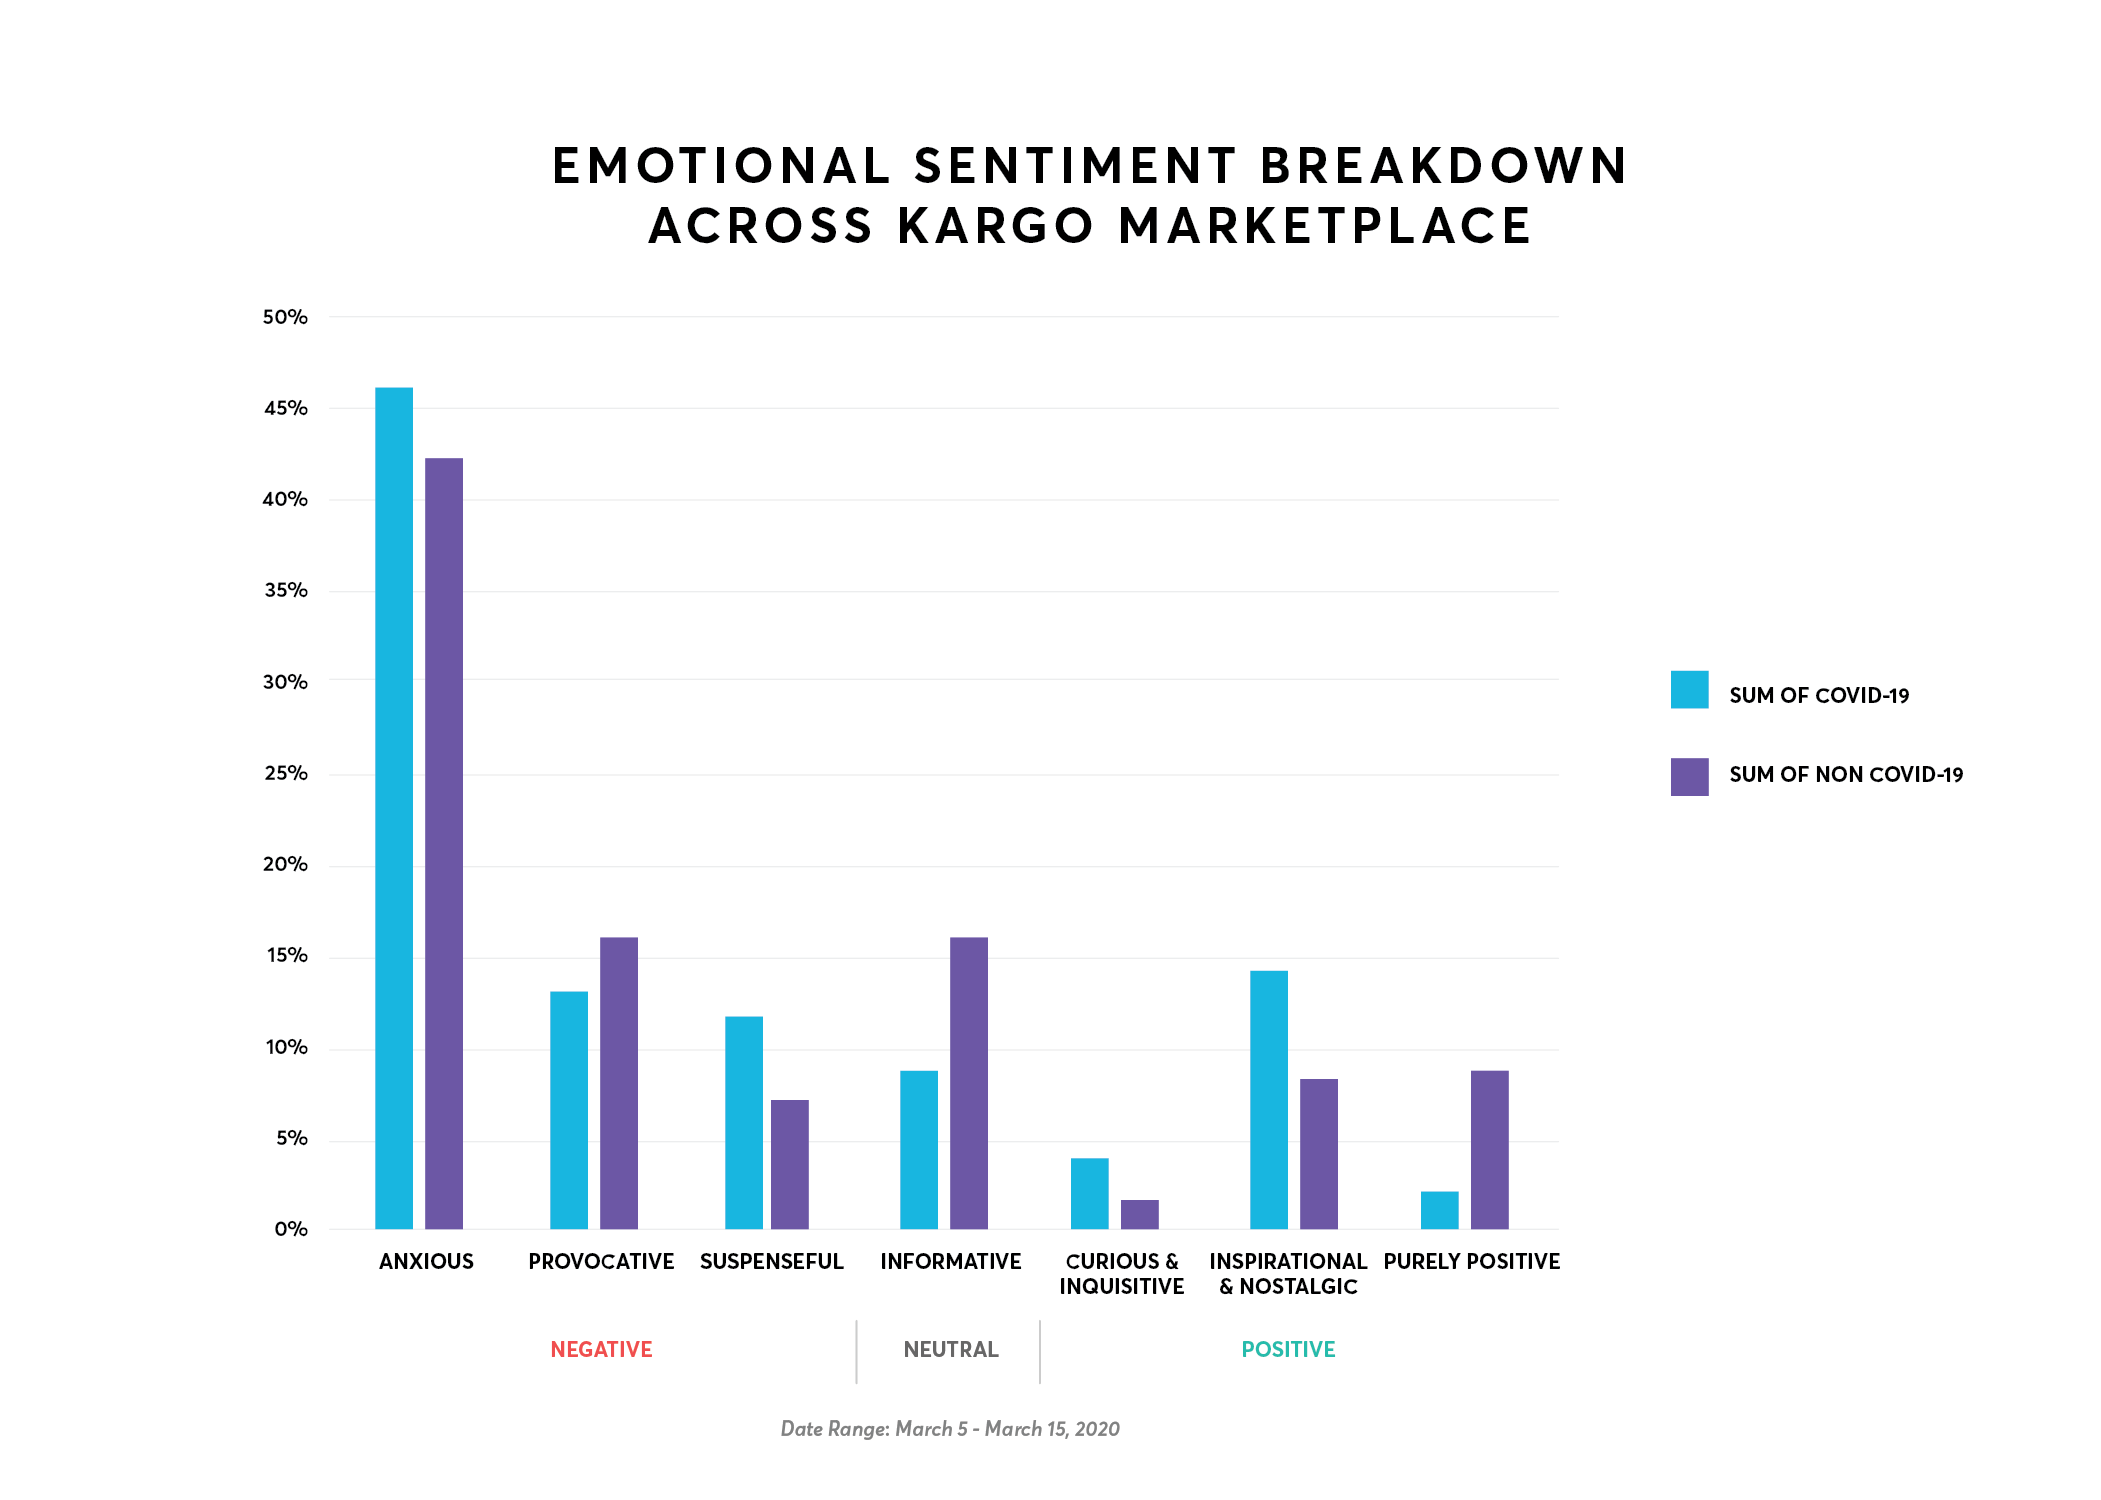 EMOTIONAL SENTIMENT BREAKDOWN
ACROSS KARGO MARKETPLACE
50%
45%
40%
35%
30%
25%
20%
15%
10%
5%
0%
SUM OF COVID-19
SUM OF NON COVID-19
ANXIOUS
PROVOCATIVE
SUSPENSEFUL
INFORMATIVE
CURIOUS &
INQUISITIVE
INSPIRATIONAL
& NOSTALGIC
PURELY POSITIVE
NEGATIVE
NEUTRAL
POSITIVE
Date Range: March 5 - March 15, 2020